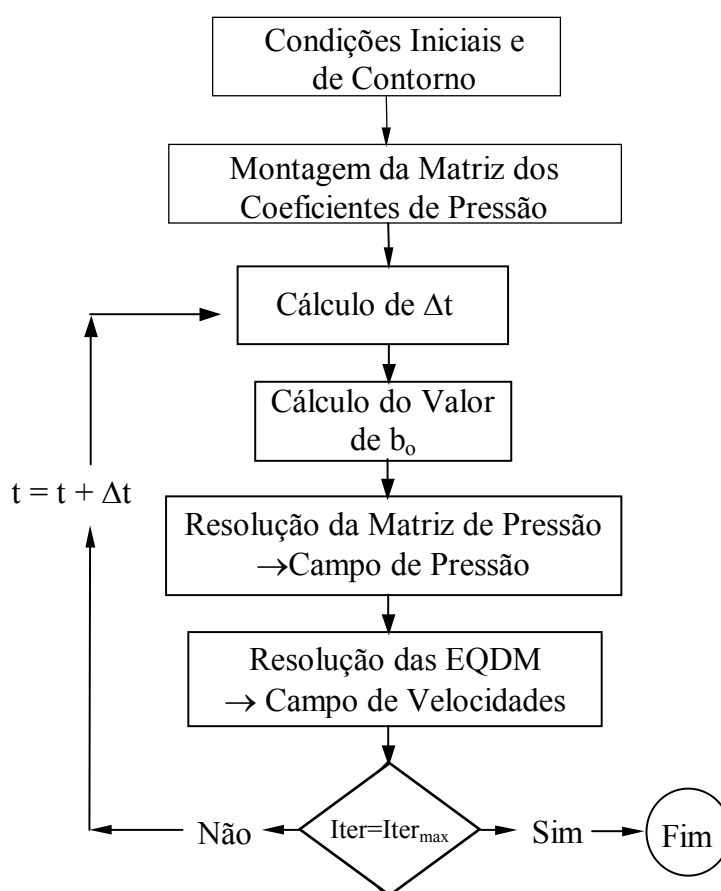 Condições Iniciais e
de Contorno
Montagem da Matriz dos
Coeficientes de Pressão
Cálculo de Δt
Cálculo do Valor
de b₀
t = t + Δt
Resolução da Matriz de Pressão
→Campo de Pressão
Resolução das EQDM
→ Campo de Velocidades
Não
Iter=Iterₘₐₓ
Sim
Fim